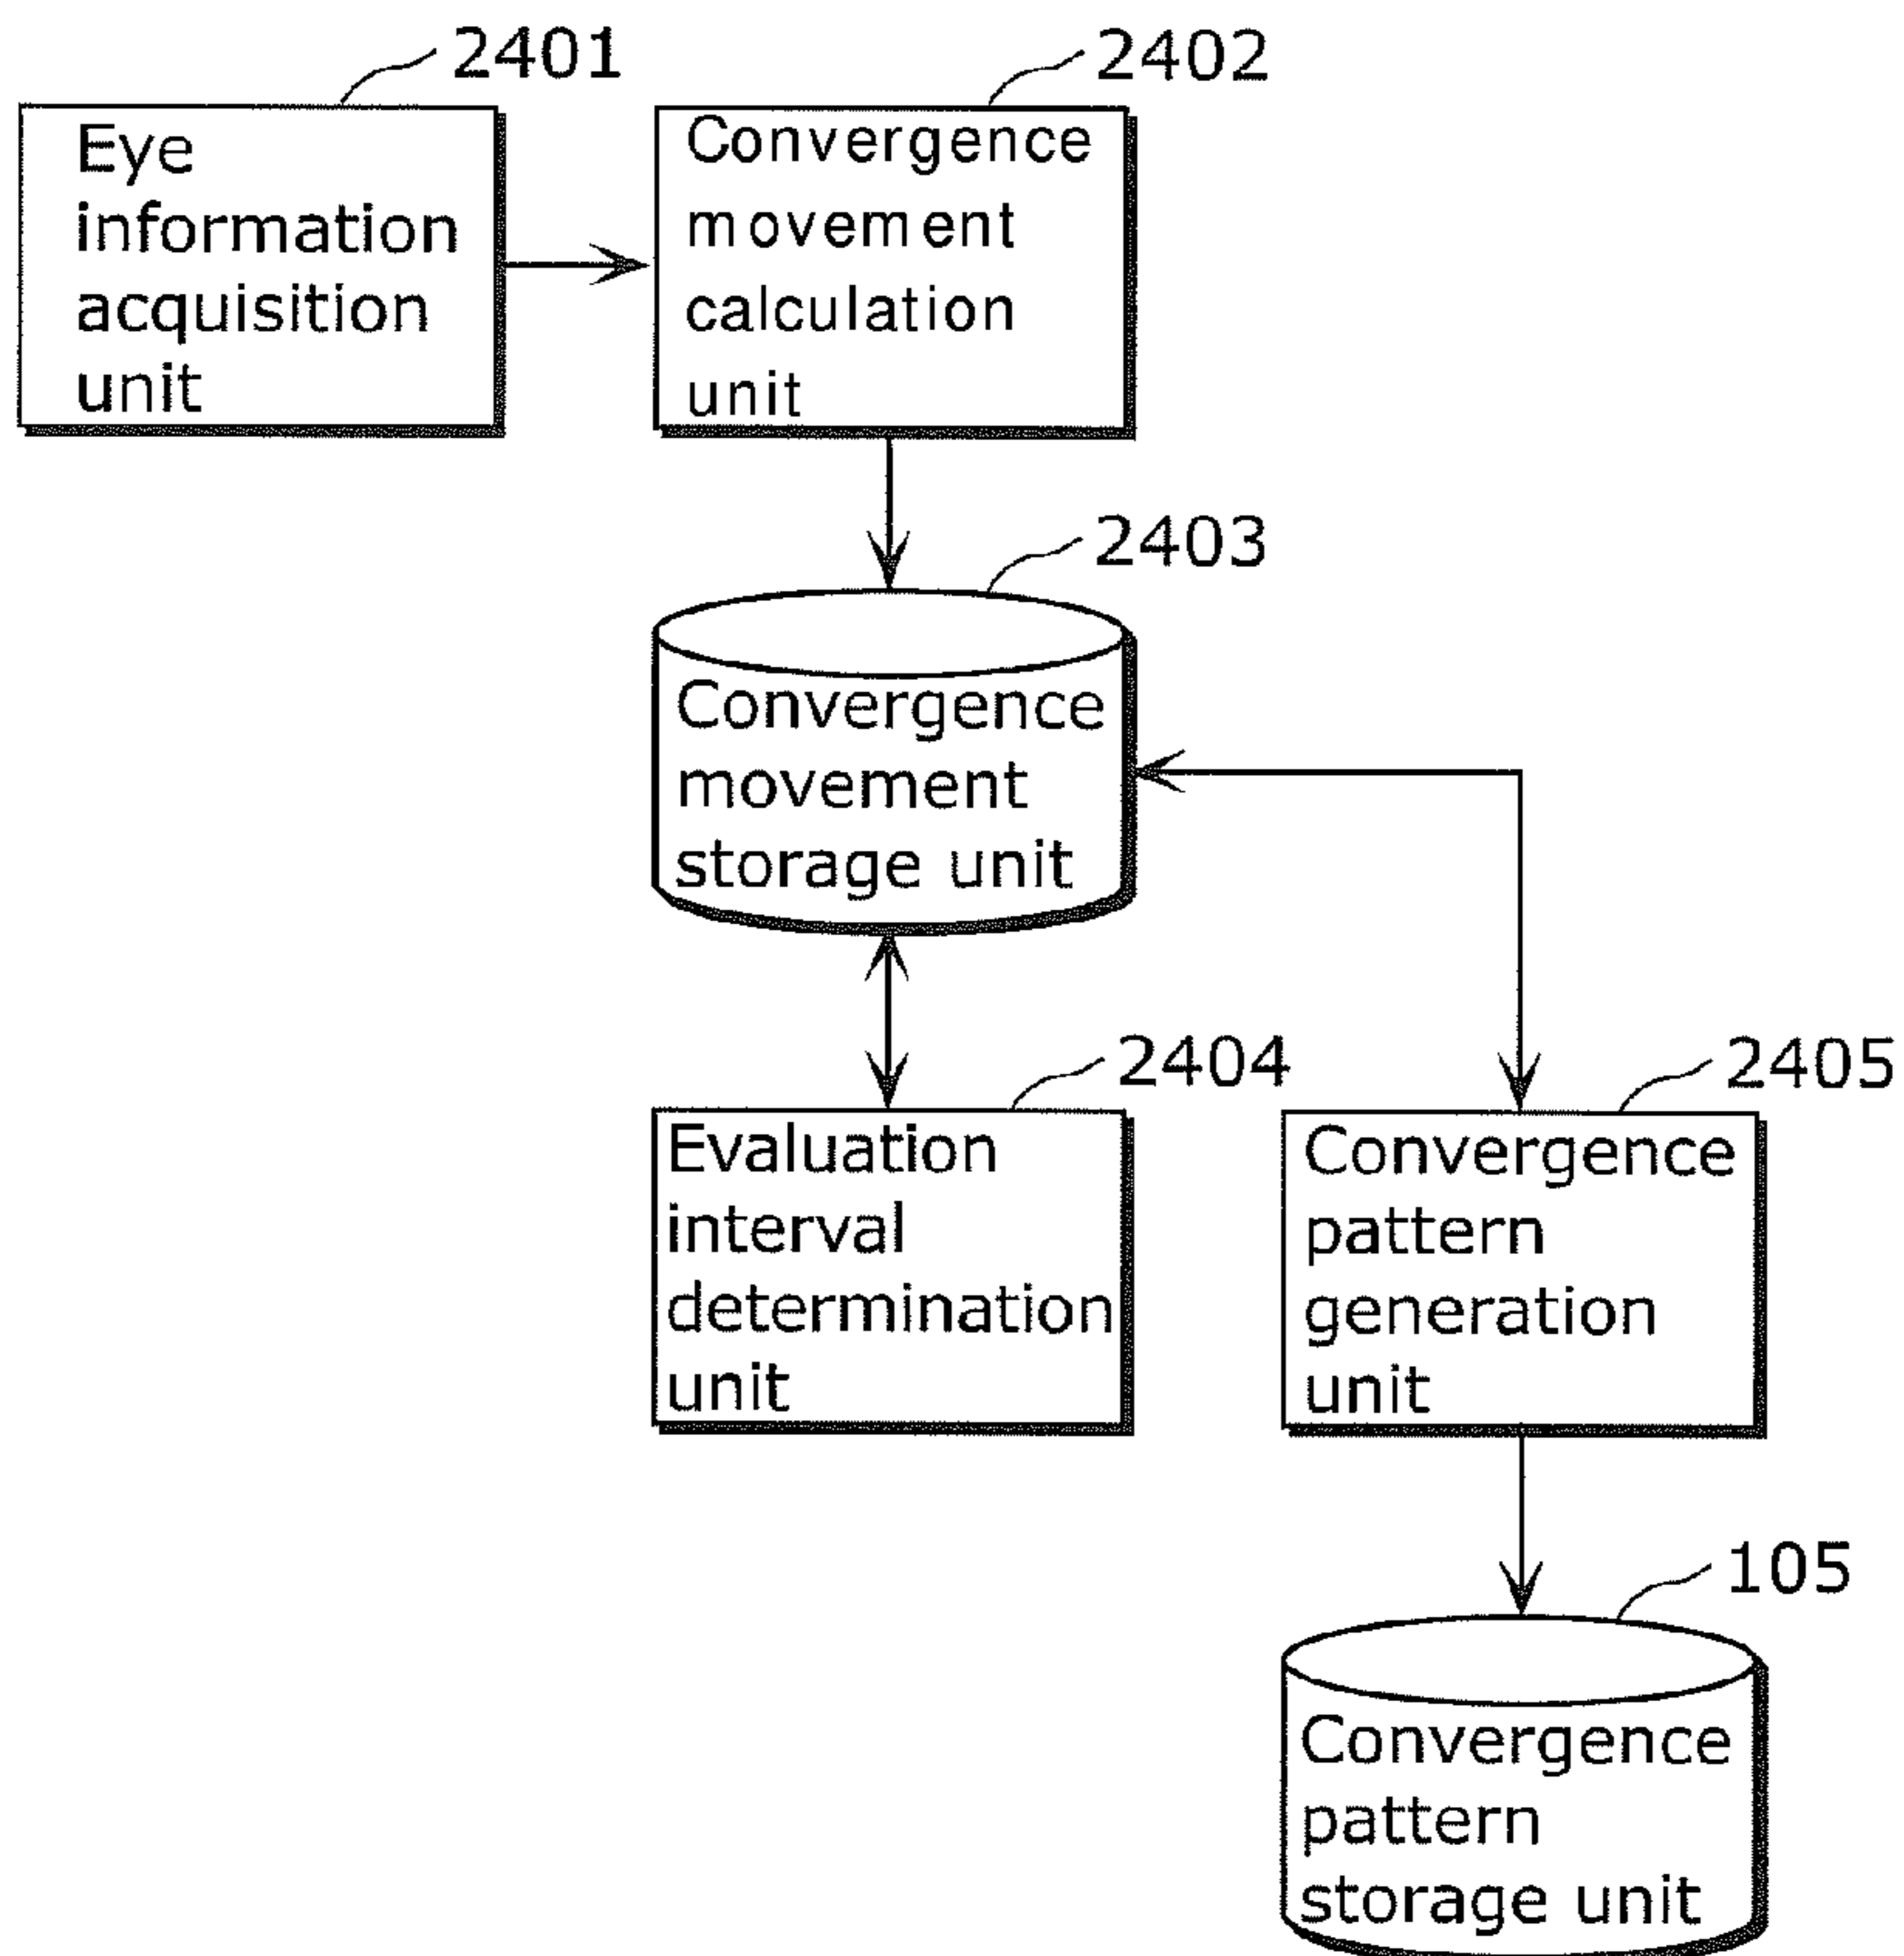 2401
Eye
information
acquisition
unit
2402
Convergence
movement
calculation
unit
2403
Convergence
movement
storage unit
2404
Evaluation
interval
determination
unit
2405
Convergence
pattern
generation
unit
105
Convergence
pattern
storage unit